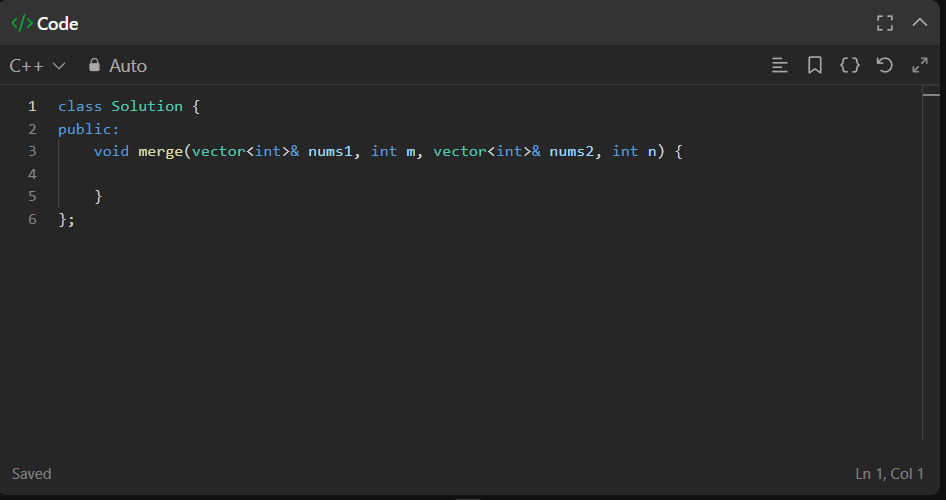 </> Code
C++ Auto
1 class Solution {
2 public:
3     void merge(vector<int>& nums1, int m, vector<int>& nums2, int n) {
4
5     }
6 };
Saved Ln 1, Col 1